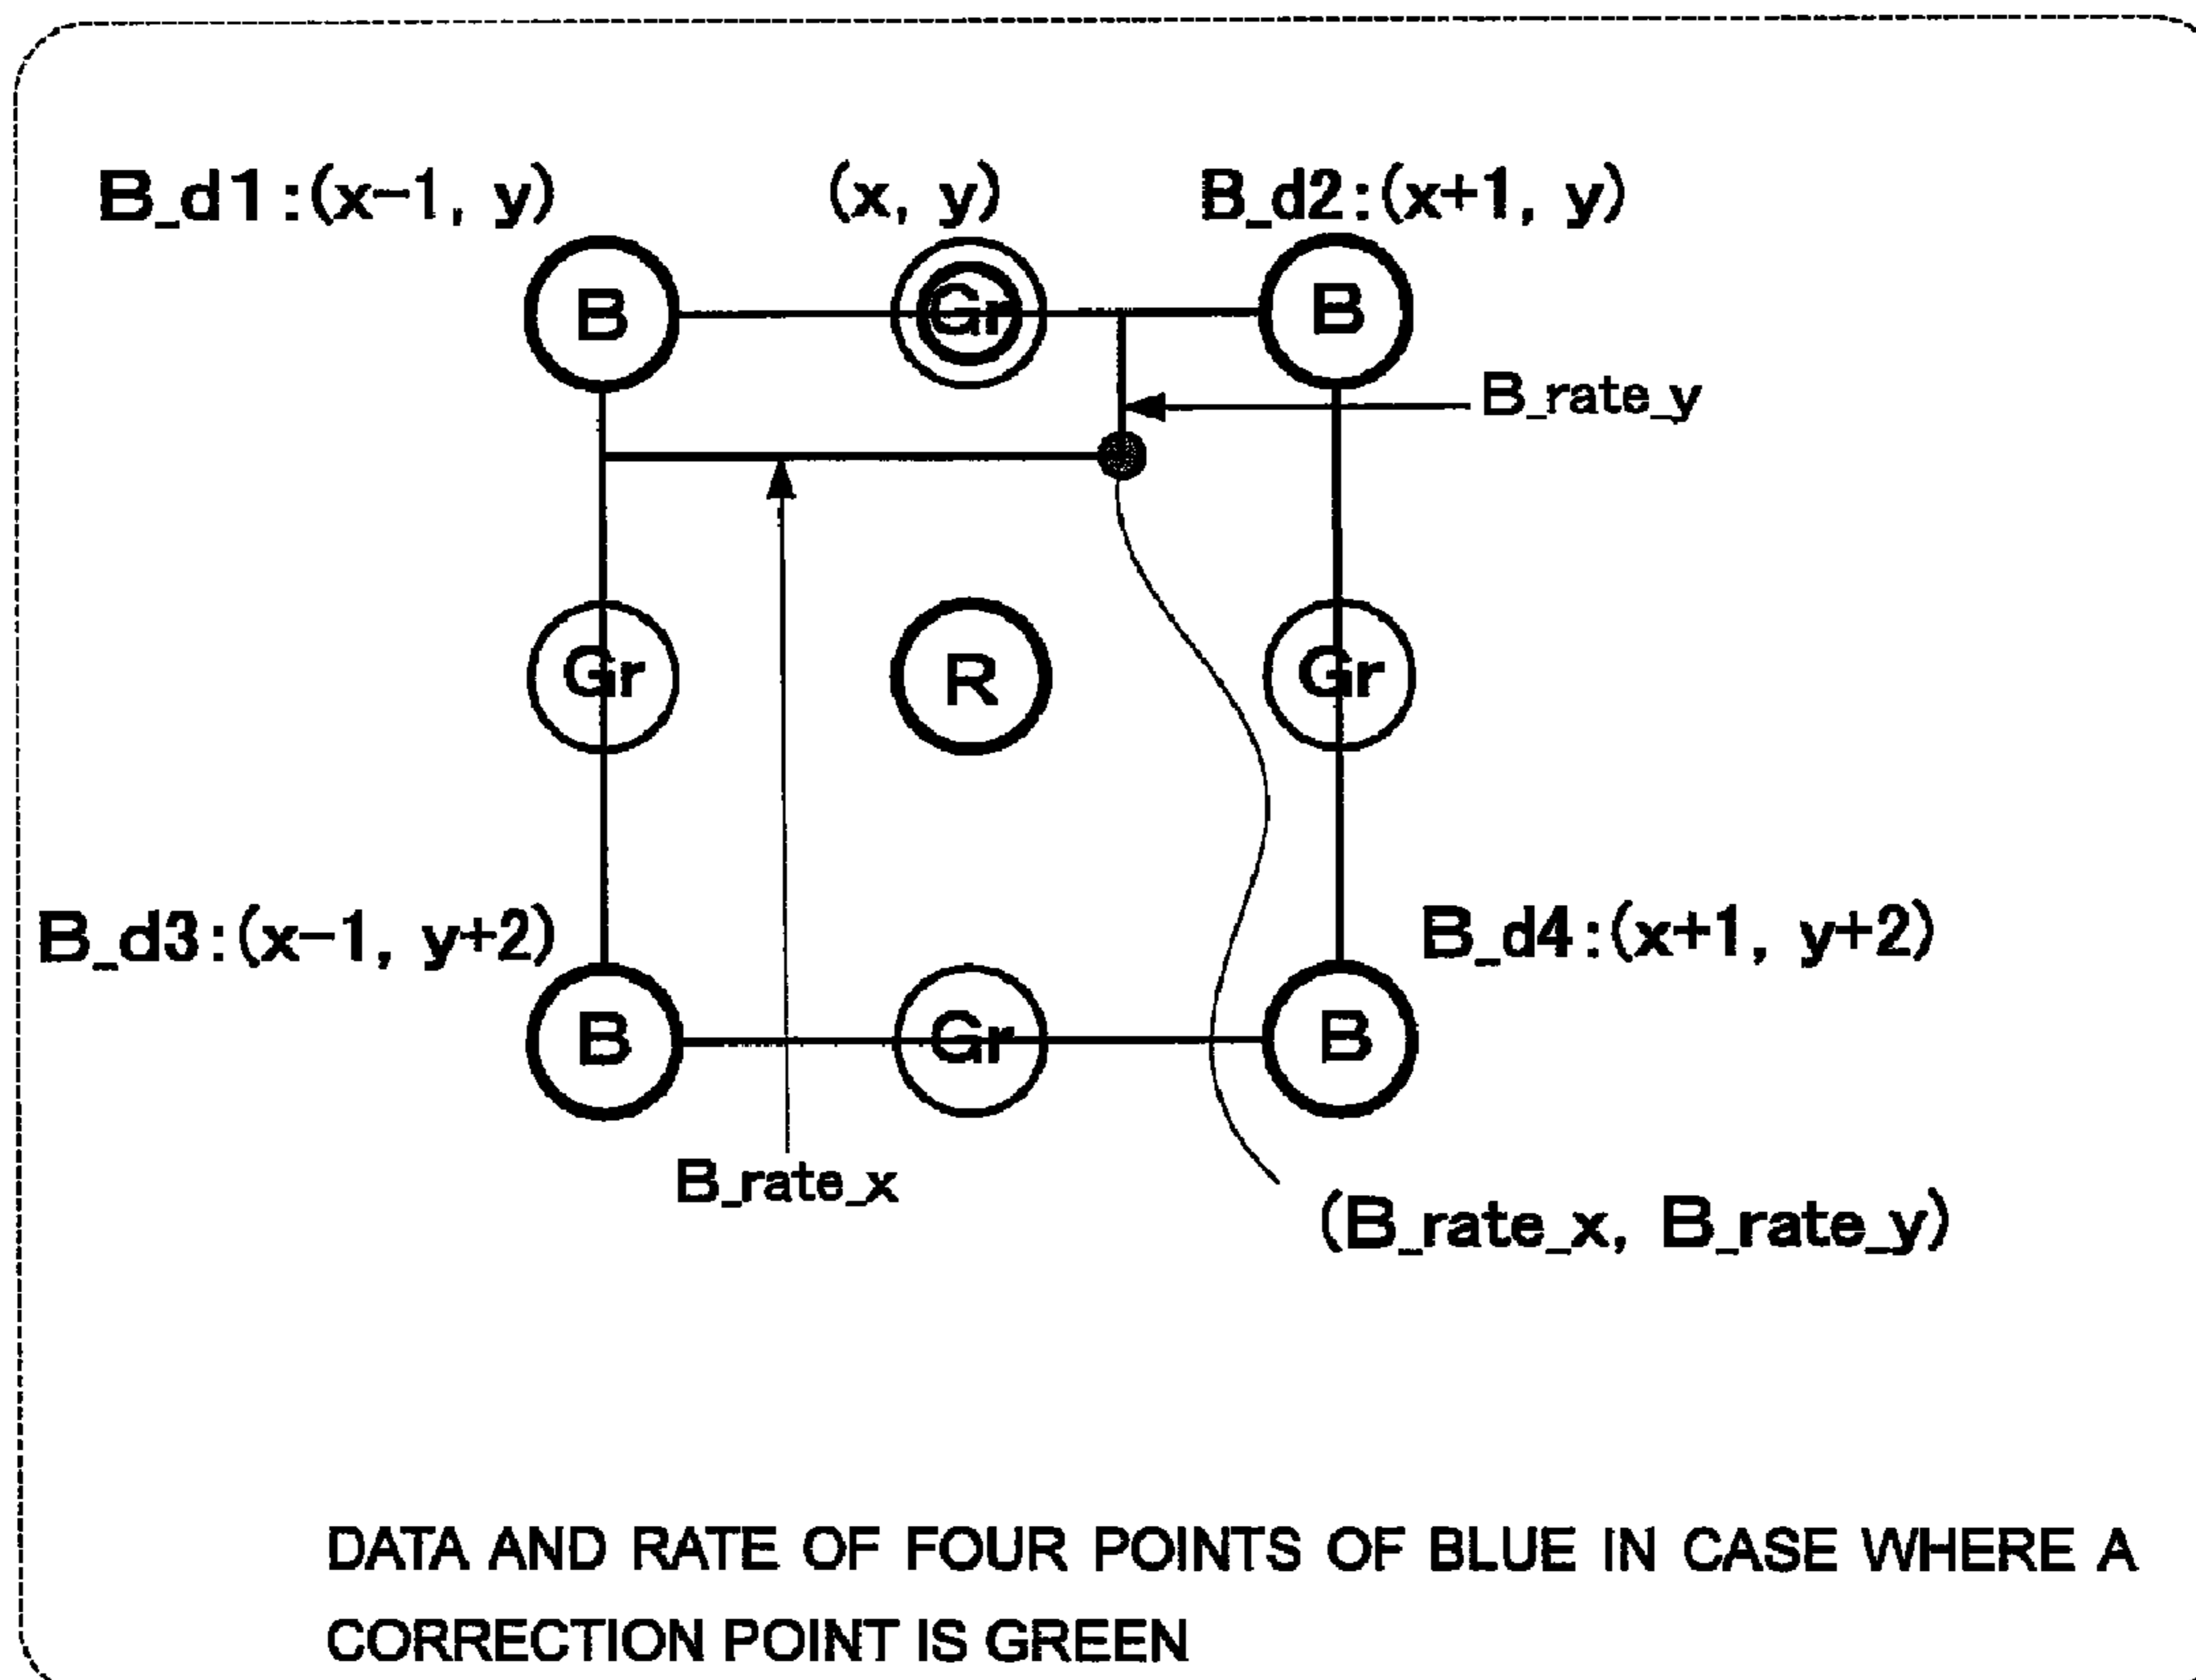 B_d1:(x-1, y) (x, y) B_d2:(x+1, y)
B Gr B
B_rate_y
Gr R Gr
B_d3:(x-1, y+2) B_d4:(x+1, y+2)
B Gr B
B_rate_x
(B_rate_x, B_rate_y)
DATA AND RATE OF FOUR POINTS OF BLUE IN CASE WHERE A
CORRECTION POINT IS GREEN